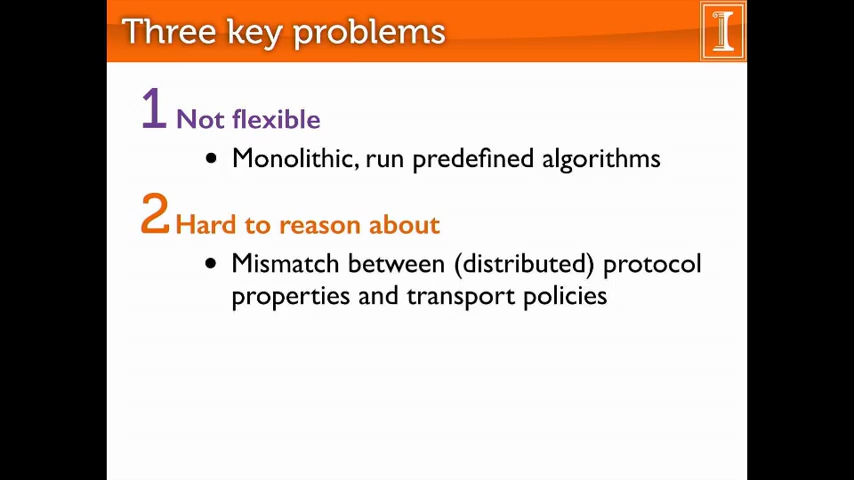 Three key problems
1 Not flexible
• Monolithic, run predefined algorithms
2 Hard to reason about
• Mismatch between (distributed) protocol
properties and transport policies